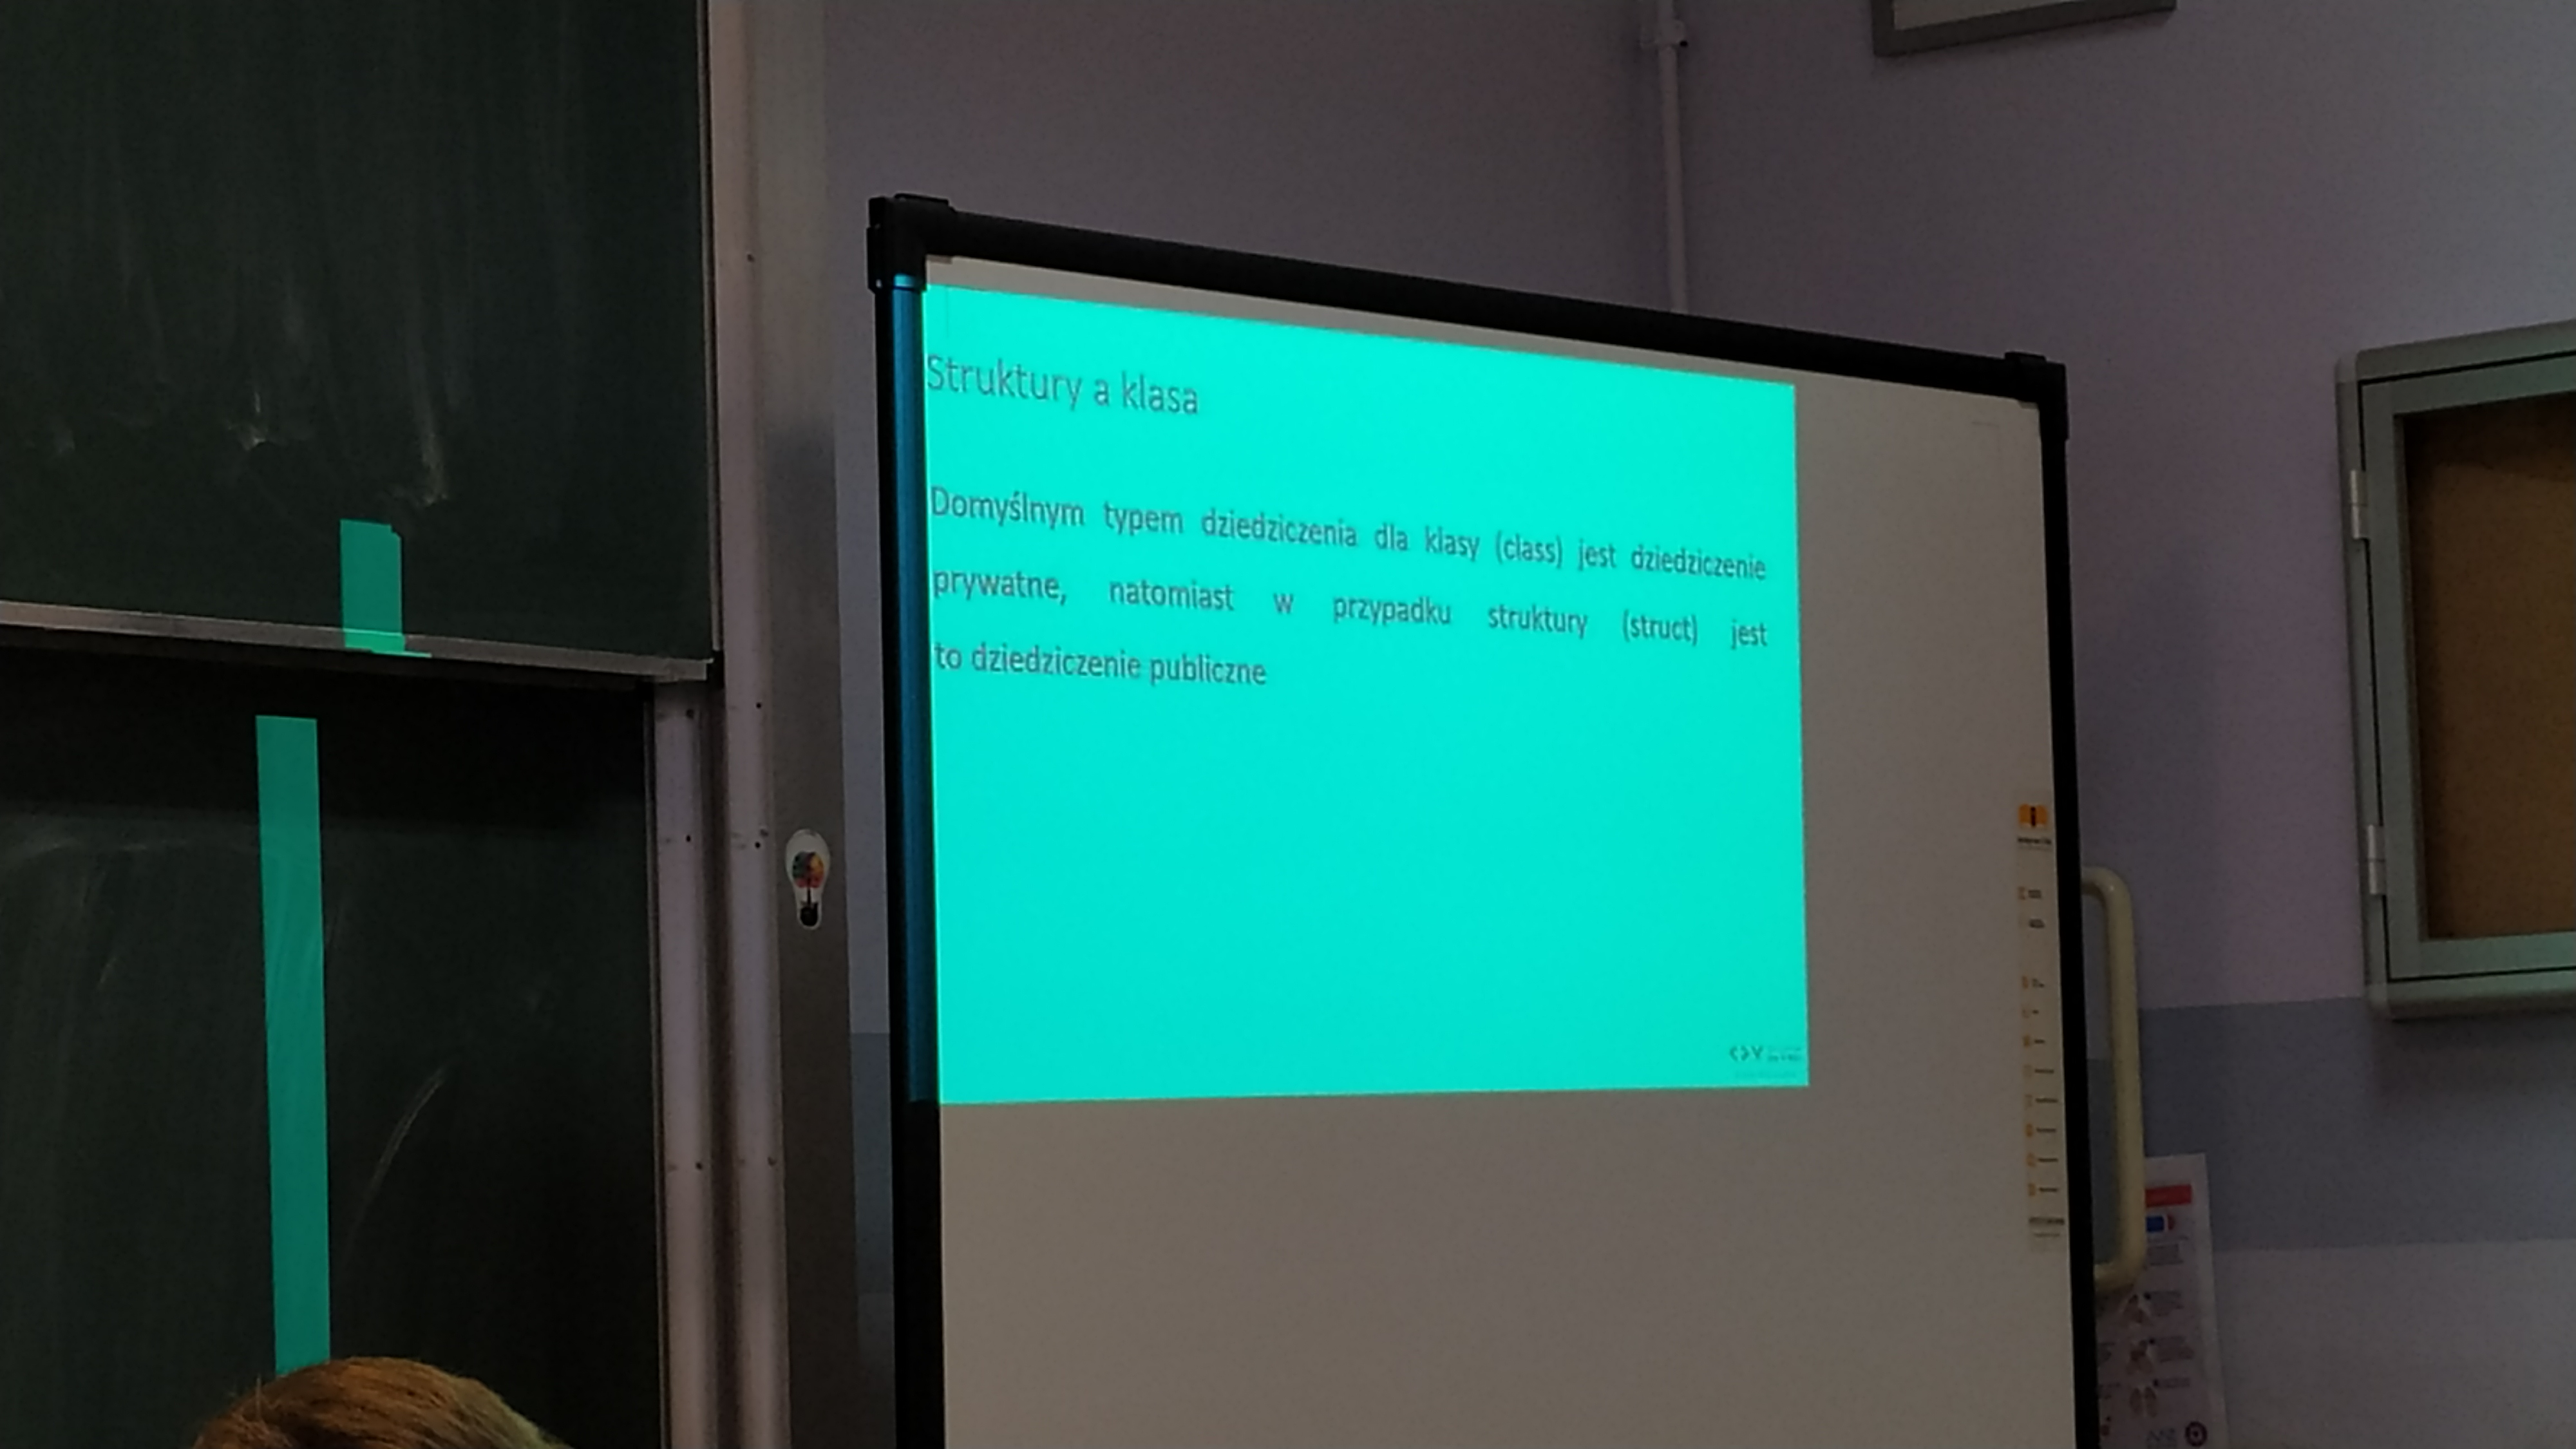 Struktury a klasa
Domyślnym typem dziedziczenia dla klasy (class) jest dziedziczenie
prywatne, natomiast w przypadku struktury (struct) jest
to dziedziczenie publiczne